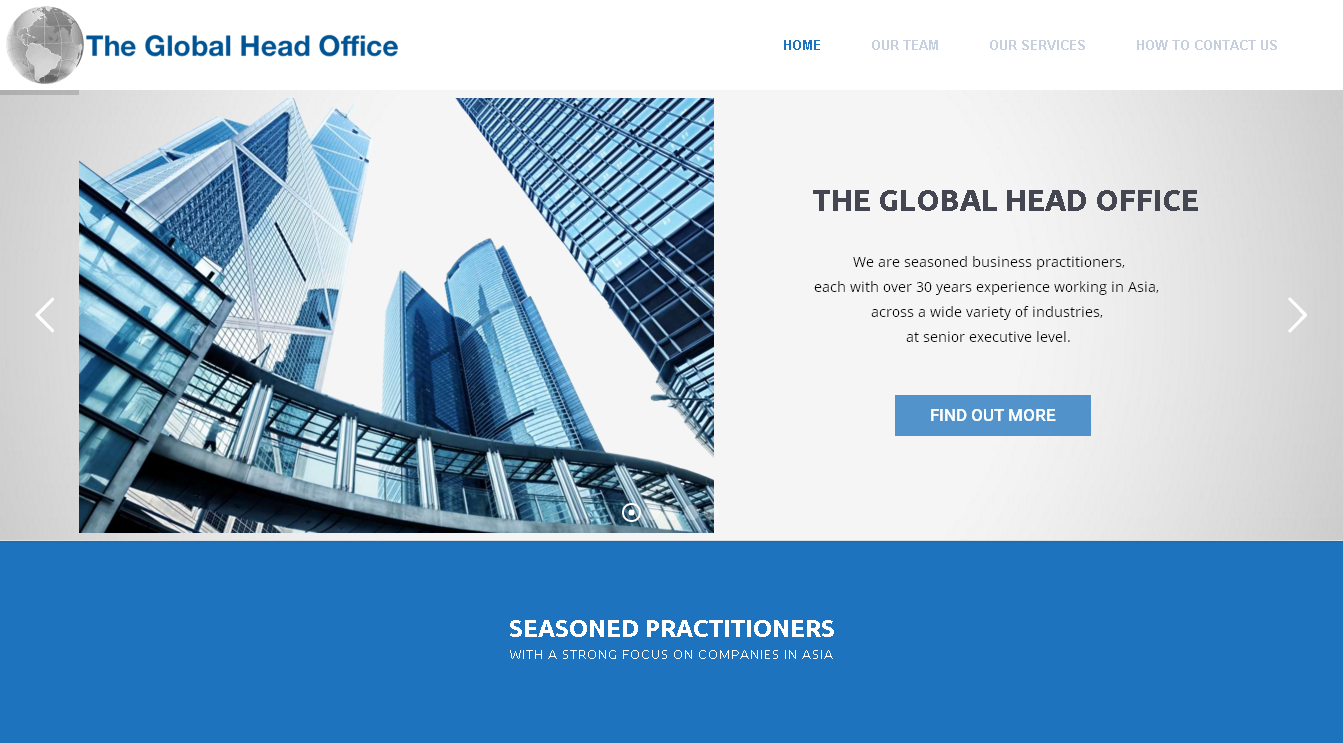 The Global Head Office
HOME
OUR TEAM
OUR SERVICES
HOW TO CONTACT US
THE GLOBAL HEAD OFFICE
We are seasoned business practitioners,
each with over 30 years experience working in Asia,
across a wide variety of industries,
at senior executive level.
FIND OUT MORE
SEASONED PRACTITIONERS
WITH A STRONG FOCUS ON COMPANIES IN ASIA